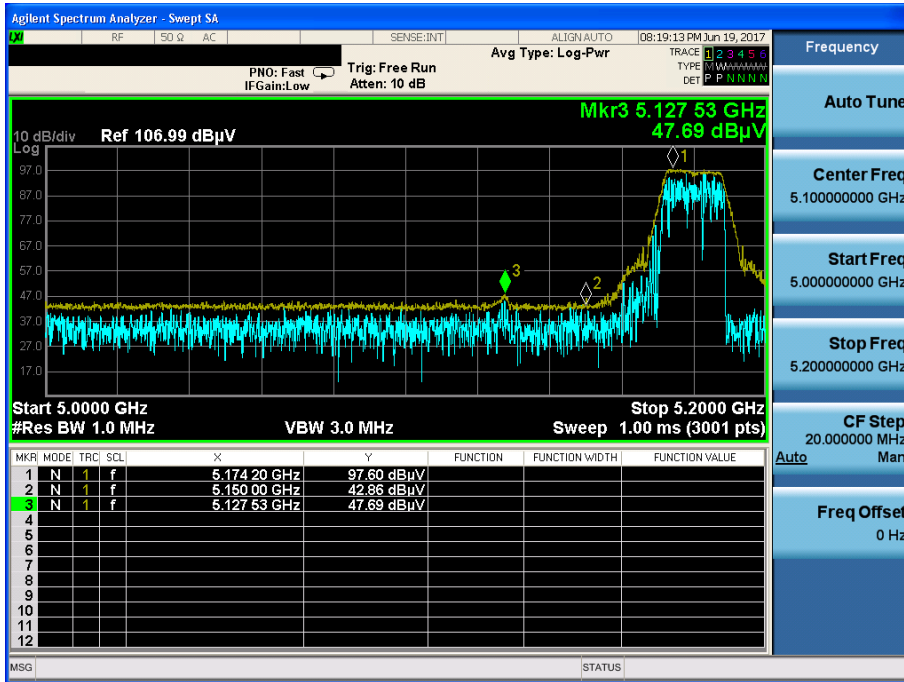 Agilent Spectrum Analyzer - Swept SA
LXI RF 50 Ω AC SENSE:INT ALIGN AUTO 08:19:13 PM Jun 19, 2017
Avg Type: Log-Pwr
PNO: Fast Trig: Free Run
IFGain:Low Atten: 10 dB
TRACE 1 2 3 4 5 6
TYPE M W W W W W
DET P P N N N N
Mkr3 5.127 53 GHz
47.69 dBµV
10 dB/div Ref 106.99 dBµV
Log
97.0
87.0
77.0
67.0
57.0
47.0
37.0
27.0
17.0
1
2
3
Start 5.0000 GHz Stop 5.2000 GHz
#Res BW 1.0 MHz VBW 3.0 MHz Sweep 1.00 ms (3001 pts)
MKR MODE TRC SCL X Y FUNCTION FUNCTION WIDTH FUNCTION VALUE
1 N 1 f 5.174 20 GHz 97.60 dBµV
2 N 1 f 5.150 00 GHz 42.86 dBµV
3 N 1 f 5.127 53 GHz 47.69 dBµV
4
5
6
7
8
9
10
11
12
MSG STATUS
Frequency
Auto Tune
Center Freq
5.100000000 GHz
Start Freq
5.000000000 GHz
Stop Freq
5.200000000 GHz
CF Step
20.000000 MHz
Auto Man
Freq Offset
0 Hz